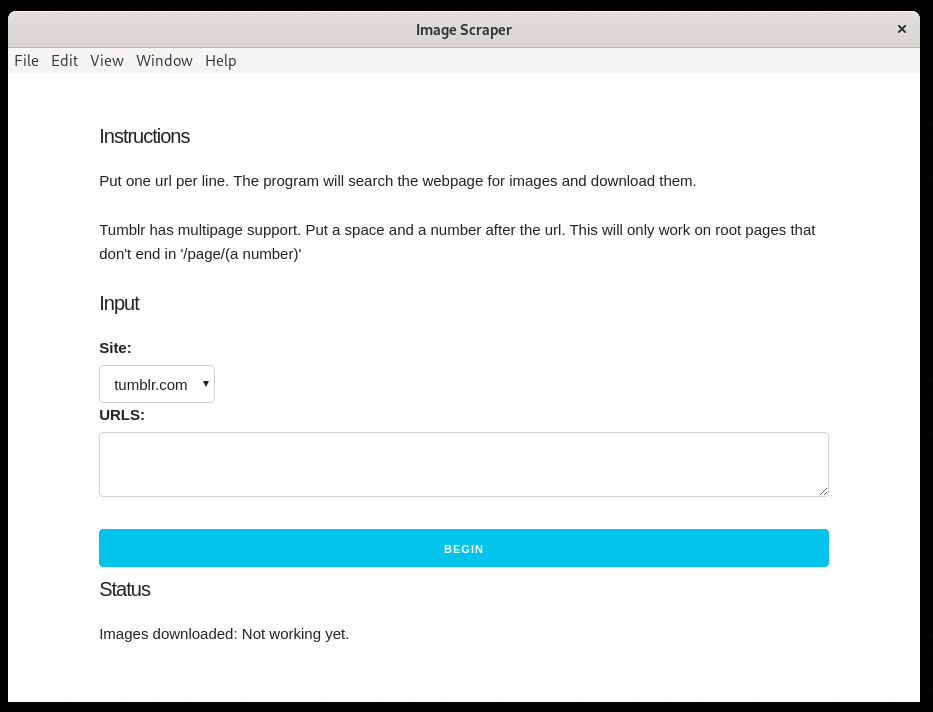 Image Scraper
×
File Edit View Window Help
Instructions
Put one url per line. The program will search the webpage for images and download them.
Tumblr has multipage support. Put a space and a number after the url. This will only work on root pages that
don't end in '/page/(a number)'
Input
Site:
tumblr.com
URLS:
BEGIN
Status
Images downloaded: Not working yet.